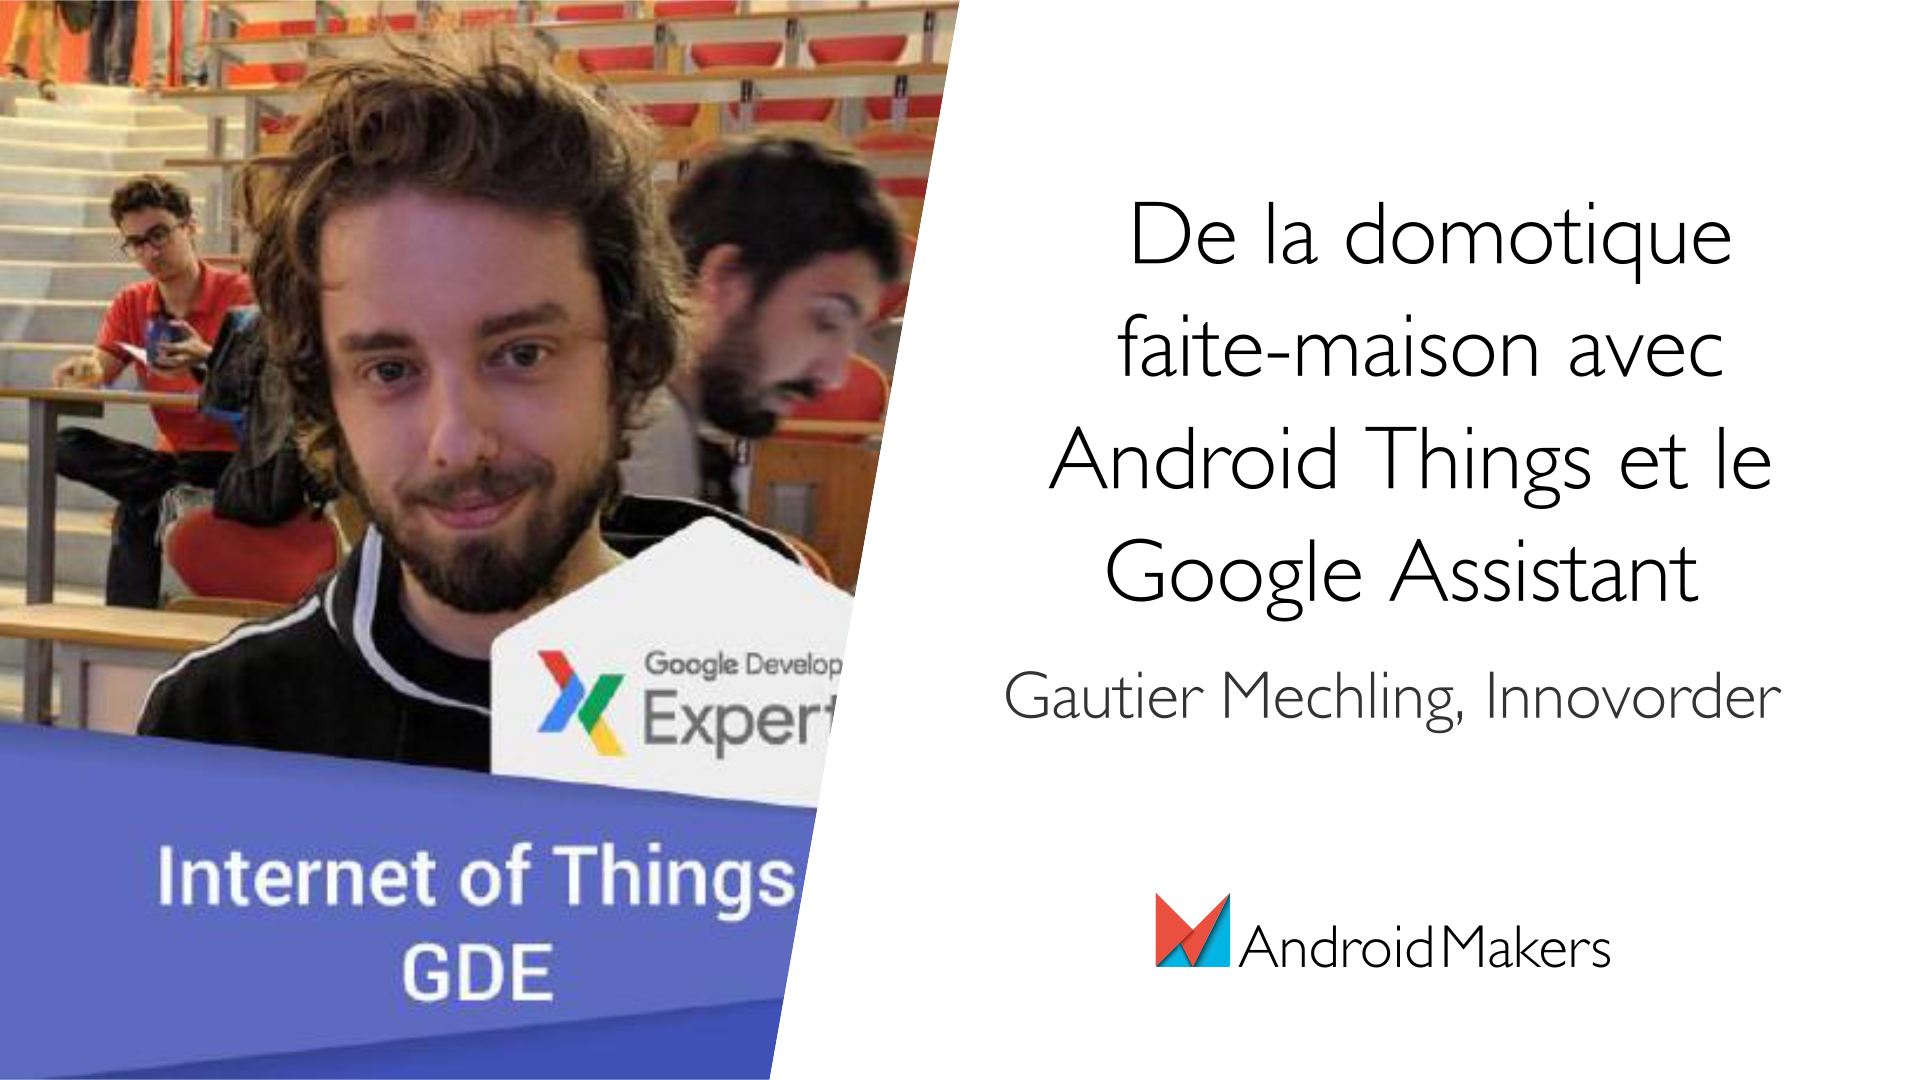 Google Develop
Expert
Internet of Things
GDE
De la domotique
faite-maison avec
Android Things et le
Google Assistant
Gautier Mechling, Innovorder
AndroidMakers